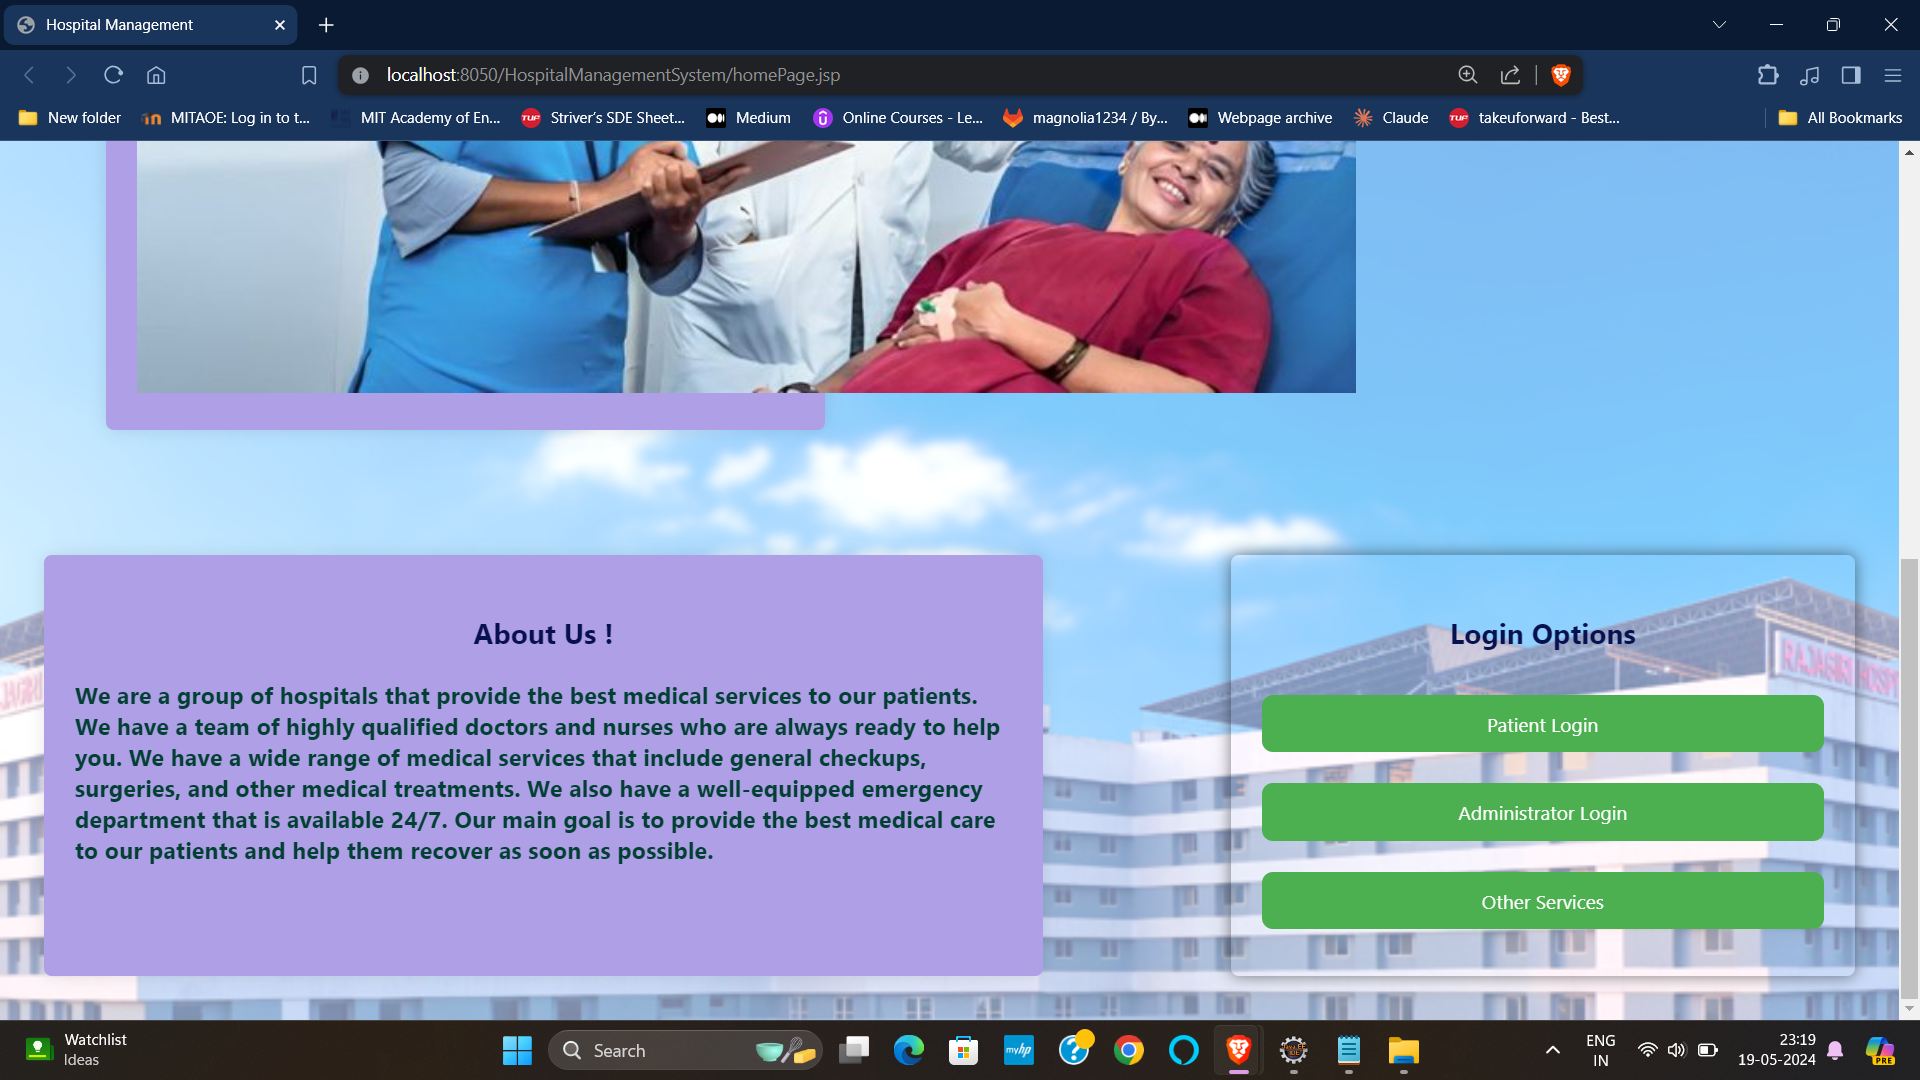 Hospital Management
localhost:8050/HospitalManagementSystem/homePage.jsp
New folder
MITAOE: Log in to t...
MIT Academy of En...
TUF
Striver's SDE Sheet...
Medium
Online Courses - Le...
magnolia1234 / By...
Webpage archive
Claude
TUF
takeuforward - Best...
All Bookmarks
About Us !
We are a group of hospitals that provide the best medical services to our patients.
We have a team of highly qualified doctors and nurses who are always ready to help
you. We have a wide range of medical services that include general checkups,
surgeries, and other medical treatments. We also have a well-equipped emergency
department that is available 24/7. Our main goal is to provide the best medical care
to our patients and help them recover as soon as possible.
Login Options
RAJAGIRI HOSPI
Patient Login
Administrator Login
Other Services
Watchlist
Ideas
Search
myhp
ENG
IN
23:19
19-05-2024
PRE